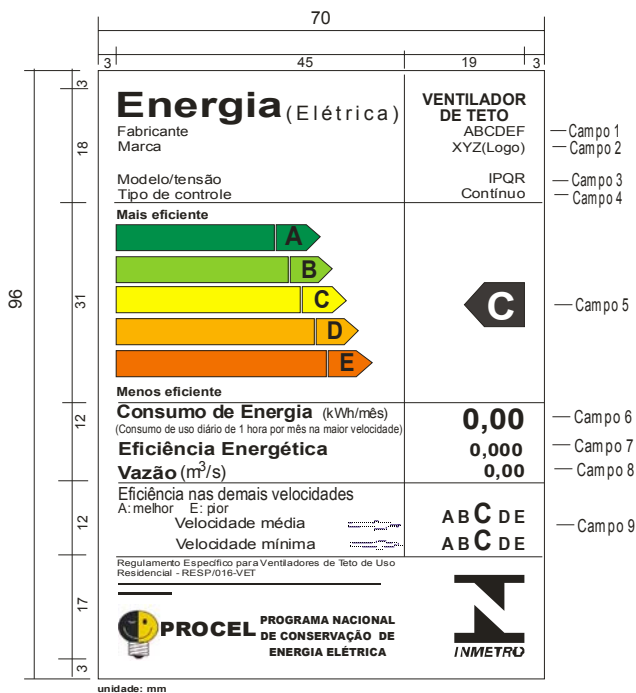 70
3 45 19 3
Energia (Elétrica)
VENTILADOR
DE TETO
Fabricante ABCDEF Campo 1
Marca XYZ(Logo) Campo 2
Modelo/tensão IPQR Campo 3
Tipo de controle Contínuo Campo 4
Mais eficiente
A
B
C
D
E
C Campo 5
Menos eficiente
Consumo de Energia (kWh/mês) 0,00 Campo 6
(Consumo de uso diário de 1 hora por mês na maior velocidade)
Eficiência Energética 0,000 Campo 7
Vazão (m³/s) 0,00 Campo 8
Eficiência nas demais velocidades
A: melhor E: pior
Velocidade média A B C D E Campo 9
Velocidade mínima A B C D E
Regulamento Específico para Ventiladores de Teto de Uso
Residencial - RESP/016-VET
PROCEL
PROGRAMA NACIONAL
DE CONSERVAÇÃO DE
ENERGIA ELÉTRICA
INMETRO
96
3
18
31
12
12
17
3
unidade: mm